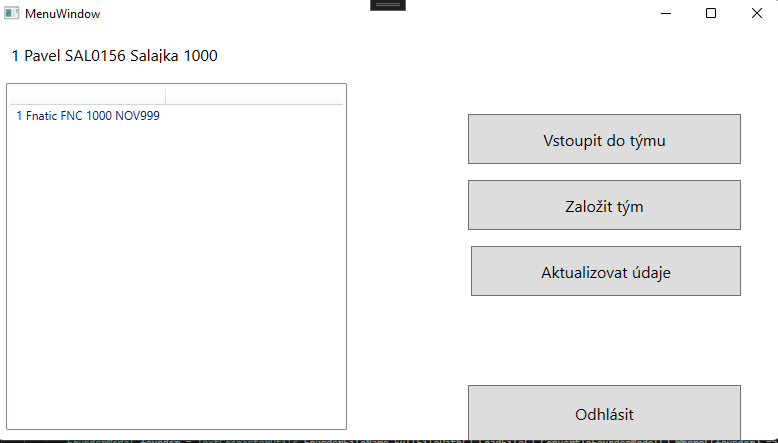 MenuWindow
1 Pavel SAL0156 Salajka 1000
1 Fnatic FNC 1000 NOV999
Vstoupit do týmu
Založit tým
Aktualizovat údaje
Odhlásit